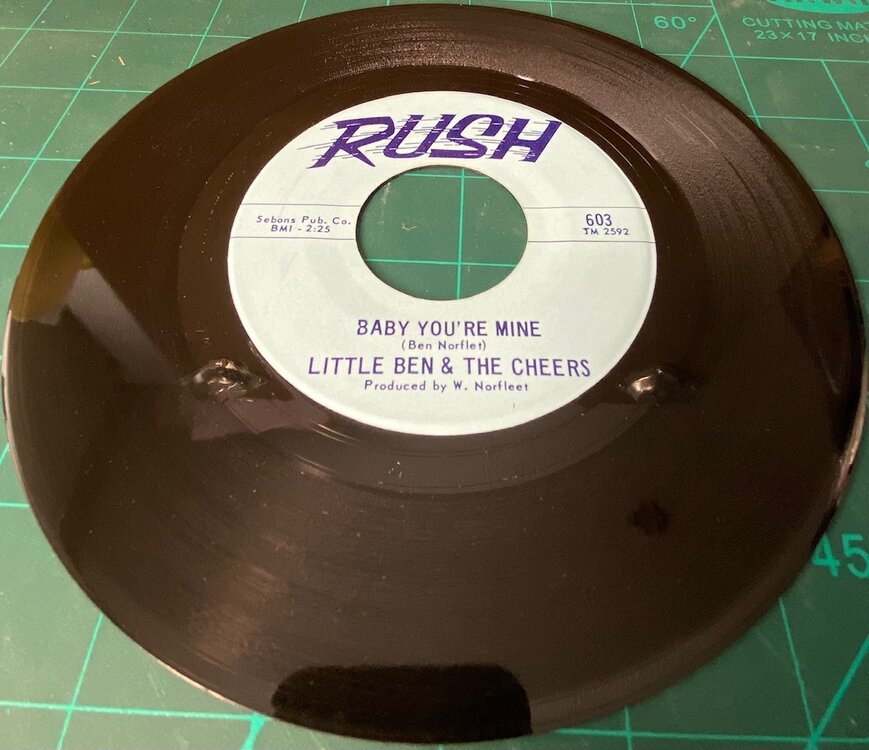 60°
CUTTING MA
23 X 17 INC
RUSH
Sebons Pub. Co.
BMI - 2:25
603
TM 2592
BABY YOU'RE MINE
(Ben Norflet)
LITTLE BEN & THE CHEERS
Produced by W. Norfleet
45